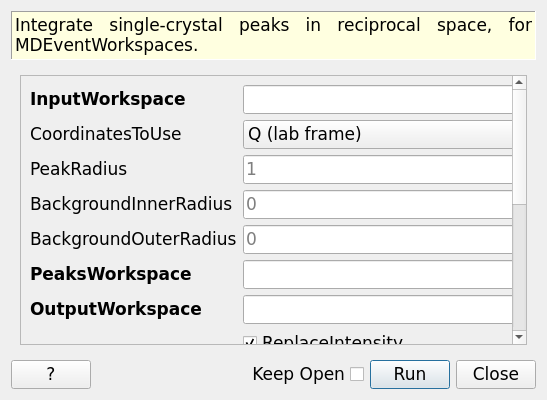 Integrate single-crystal peaks in reciprocal space, for
MDEventWorkspaces.
InputWorkspace
CoordinatesToUse Q (lab frame)
PeakRadius 1
BackgroundInnerRadius 0
BackgroundOuterRadius 0
PeaksWorkspace
OutputWorkspace
ReplaceIntensity
? Keep Open Run Close